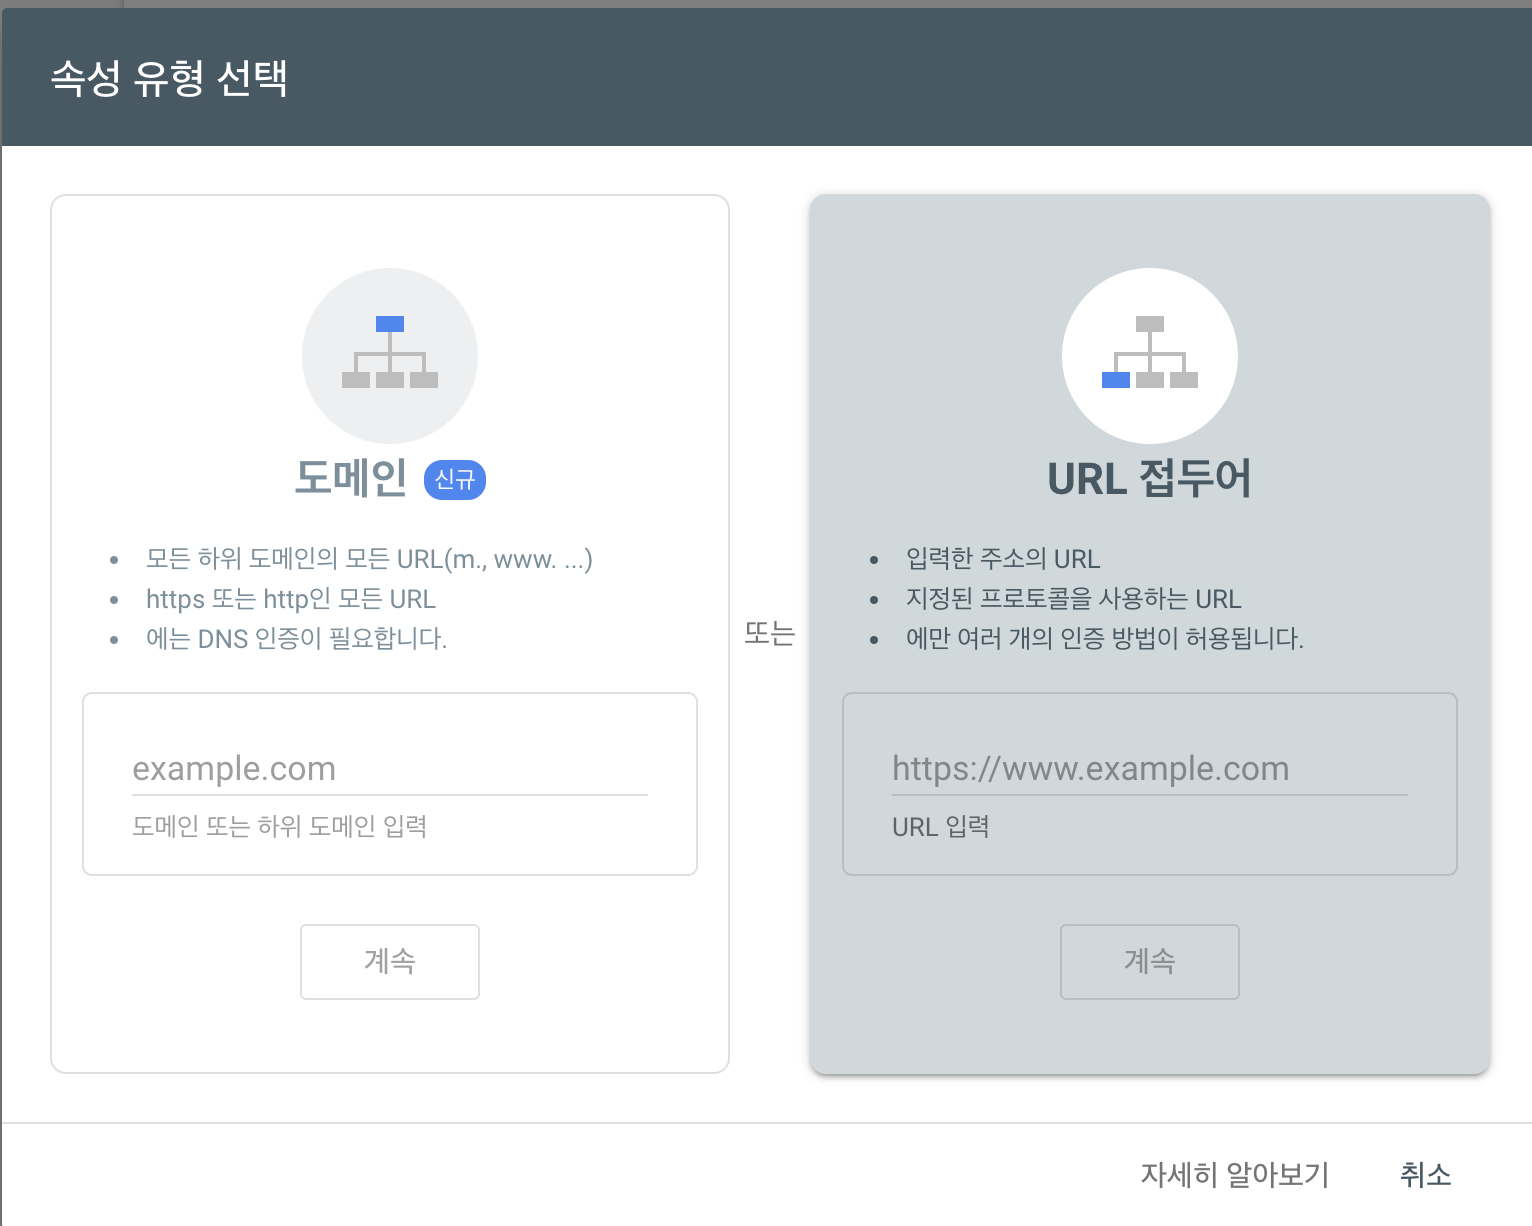 속성 유형 선택
도메인 신규
• 모든 하위 도메인의 모든 URL(m., www. ...)
• https 또는 http인 모든 URL
• 에는 DNS 인증이 필요합니다.
example.com
도메인 또는 하위 도메인 입력
계속
또는
URL 접두어
• 입력한 주소의 URL
• 지정된 프로토콜을 사용하는 URL
• 에만 여러 개의 인증 방법이 허용됩니다.
https://www.example.com
URL 입력
계속
자세히 알아보기 취소